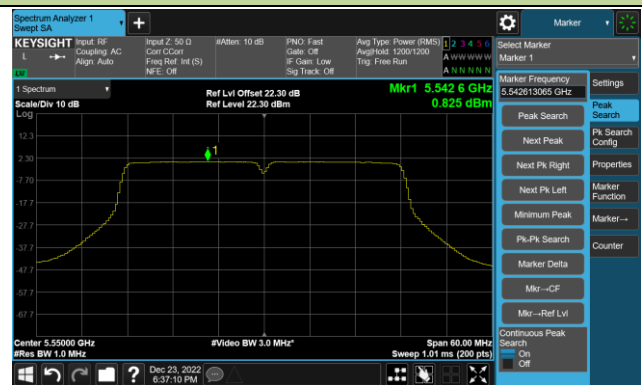 Spectrum Analyzer 1
Swept SA
+
Marker
KEYSIGHT
L
Input: RF
Coupling: AC
Align: Auto
Input Z: 50 Ω
Corr CCorr
Freq Ref: Int (S)
NFE: Off
#Atten: 10 dB
PNO: Fast
Gate: Off
IF Gain: Low
Sig Track: Off
Avg Type: Power (RMS)
Avg|Hold: 1200/1200
Trig: Free Run
1 2 3 4 5 6
A W W W W W
A N N N N N
Select Marker
Marker 1
1 Spectrum
Scale/Div 10 dB
Log
Ref Lvl Offset 22.30 dB
Ref Level 22.30 dBm
Mkr1 5.542 6 GHz
0.825 dBm
12.3
2.30
-7.70
-17.7
-27.7
-37.7
-47.7
-57.7
-67.7
1
Center 5.55000 GHz
#Res BW 1.0 MHz
#Video BW 3.0 MHz*
Span 60.00 MHz
Sweep 1.01 ms (200 pts)
Marker Frequency
5.542613065 GHz
Peak Search
Next Peak
Next Pk Right
Next Pk Left
Minimum Peak
Pk-Pk Search
Marker Delta
Mkr→CF
Mkr→Ref Lvl
Continuous Peak
Search
On
Off
Settings
Peak
Search
Pk Search
Config
Properties
Marker
Function
Marker→
Counter
?
Dec 23, 2022
6:37:10 PM